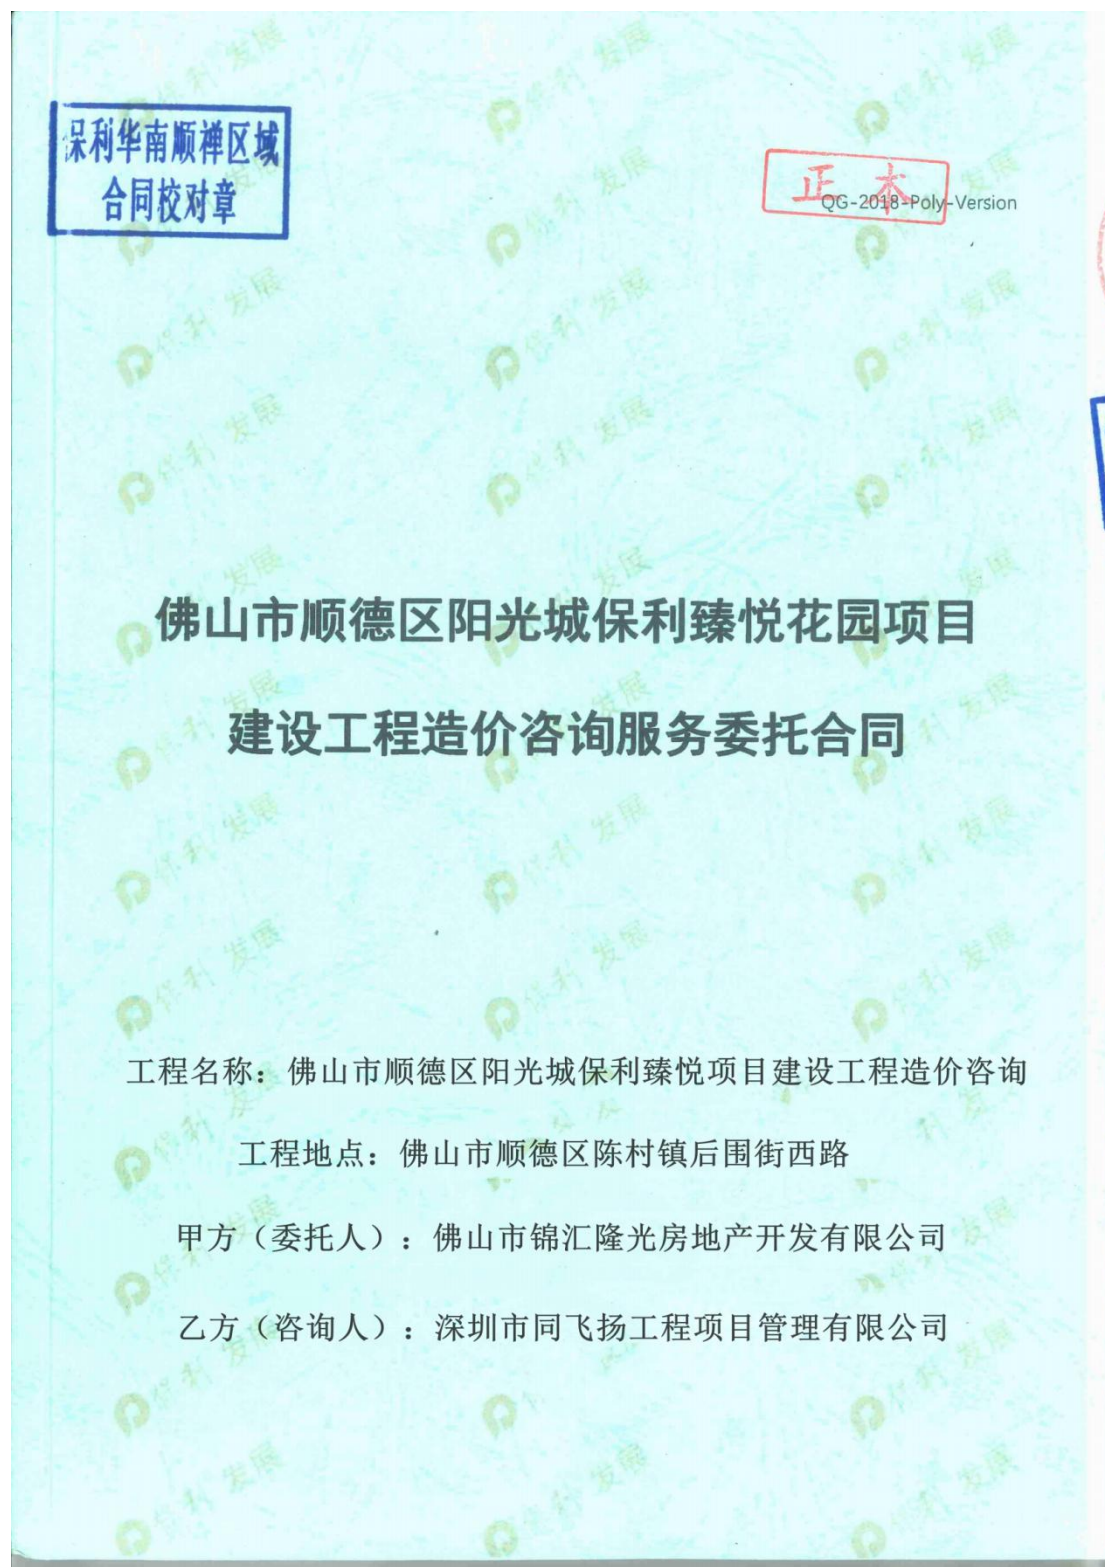 保利华南顺禅区域
合同校对章
正本
QG-2018-Poly-Version
佛山市顺德区阳光城保利臻悦花园项目
建设工程造价咨询服务委托合同
工程名称：佛山市顺德区阳光城保利臻悦项目建设工程造价咨询
工程地点：佛山市顺德区陈村镇后围街西路
甲方（委托人）：佛山市锦汇隆光房地产开发有限公司
乙方（咨询人）：深圳市同飞扬工程项目管理有限公司
保利 发展